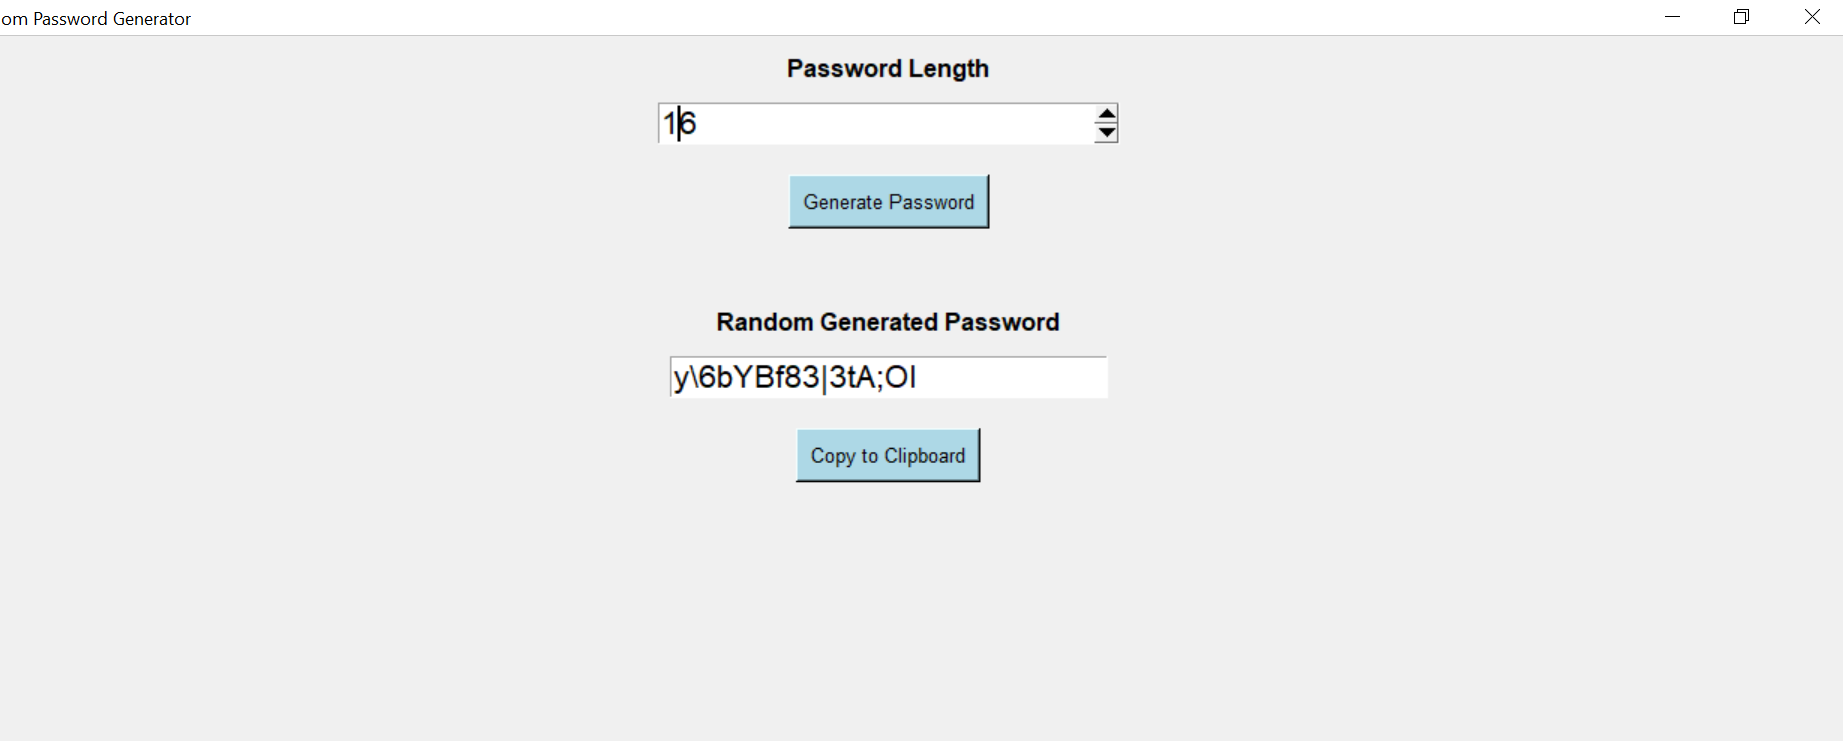 om Password Generator
Password Length
16
Generate Password
Random Generated Password
y\6bYBf83|3tA;OI
Copy to Clipboard